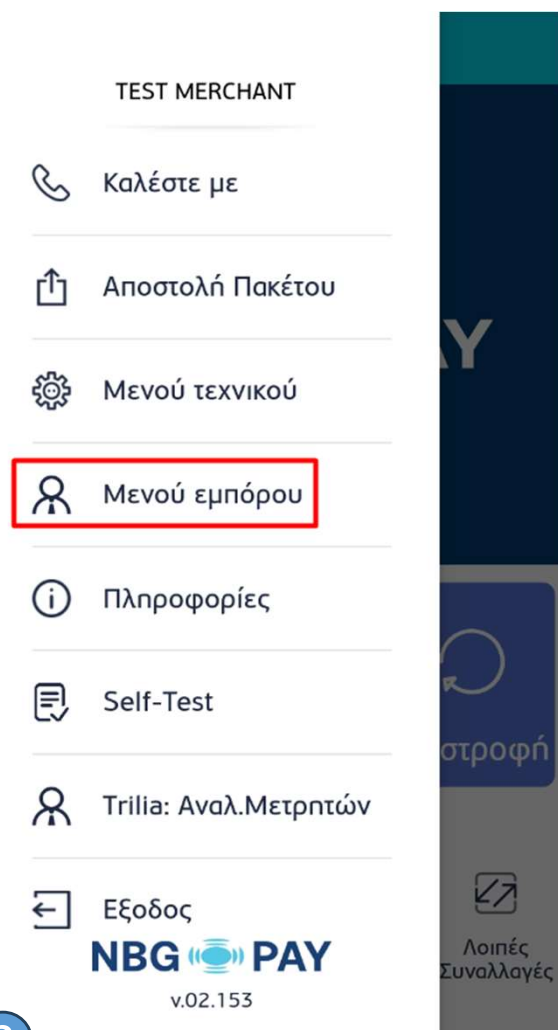 TEST MERCHANT
Καλέστε με
Αποστολή Πακέτου
Μενού τεχνικού
Μενού εμπόρου
Πληροφορίες
Self-Test
Trilia: Αναλ.Μετρητών
Εξοδος
NBG PAY
v.02.153
AY
στροφή
Λοιπές
Συναλλαγές